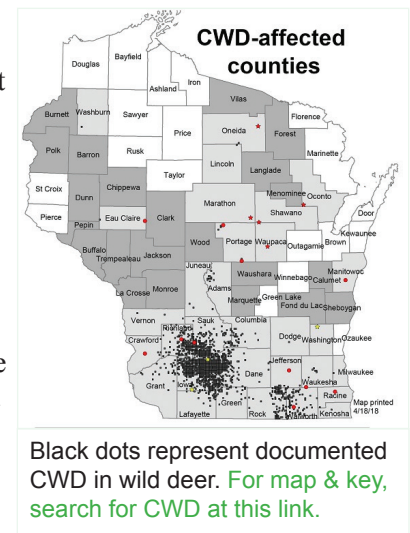 CWD-affected
counties
Douglas
Bayfield
Ashland
Iron
Vilas
Florence
Burnett
Washburn
Sawyer
Price
Oneida
Forest
Marinette
Polk
Barron
Rusk
Lincoln
Langlade
Taylor
St Croix
Chippewa
Menominee
Oconto
Dunn
Marathon
Shawano
Door
Pierce
Pepin
Eau Claire
Clark
Wood
Portage
Waupaca
Outagamie
Brown
Kewaunee
Buffalo
Trempealeau
Jackson
Juneau
Adams
Waushara
Winnebago
Calumet
Manitowoc
La Crosse
Monroe
Marquette
Green Lake
Fond du Lac
Sheboygan
Vernon
Sauk
Columbia
Richland
Dodge
Washington
Ozaukee
Crawford
Jefferson
Milwaukee
Grant
Iowa
Dane
Waukesha
Racine
Map printed
4/18/18
Lafayette
Green
Rock
Walworth
Kenosha
Black dots represent documented
CWD in wild deer. For map & key,
search for CWD at this link.